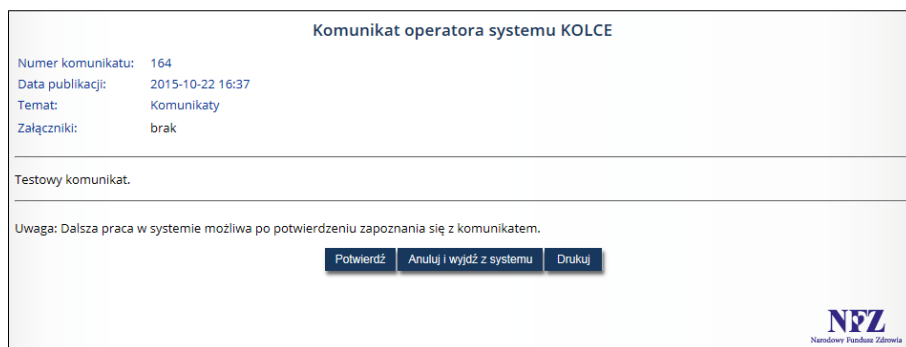 Komunikat operatora systemu KOLCE
Numer komunikatu: 164
Data publikacji: 2015-10-22 16:37
Temat: Komunikaty
Załączniki: brak
Testowy komunikat.
Uwaga: Dalsza praca w systemie możliwa po potwierdzeniu zapoznania się z komunikatem.
Potwierdź Anuluj i wyjdź z systemu Drukuj
NFZ
Narodowy Fundusz Zdrowia